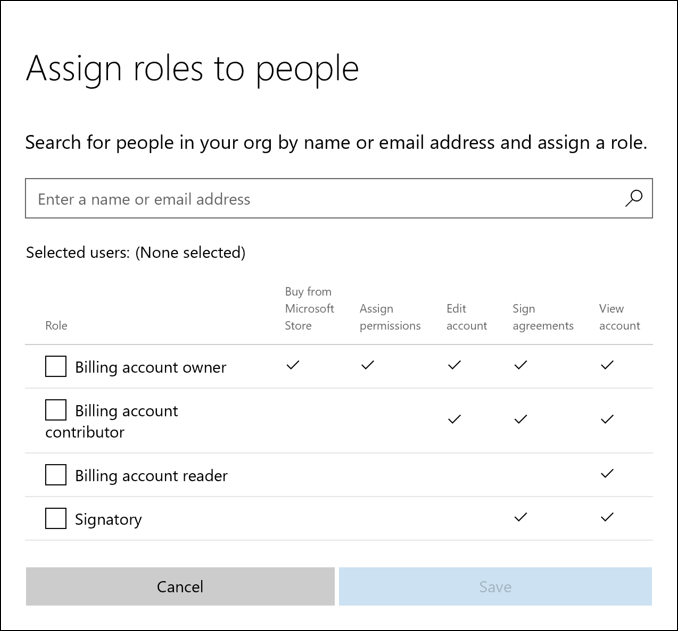 Assign roles to people
Search for people in your org by name or email address and assign a role.
Enter a name or email address
Selected users: (None selected)
Role
Buy from
Microsoft
Store
Assign
permissions
Edit
account
Sign
agreements
View
account
Billing account owner
Billing account
contributor
Billing account reader
Signatory
Cancel
Save